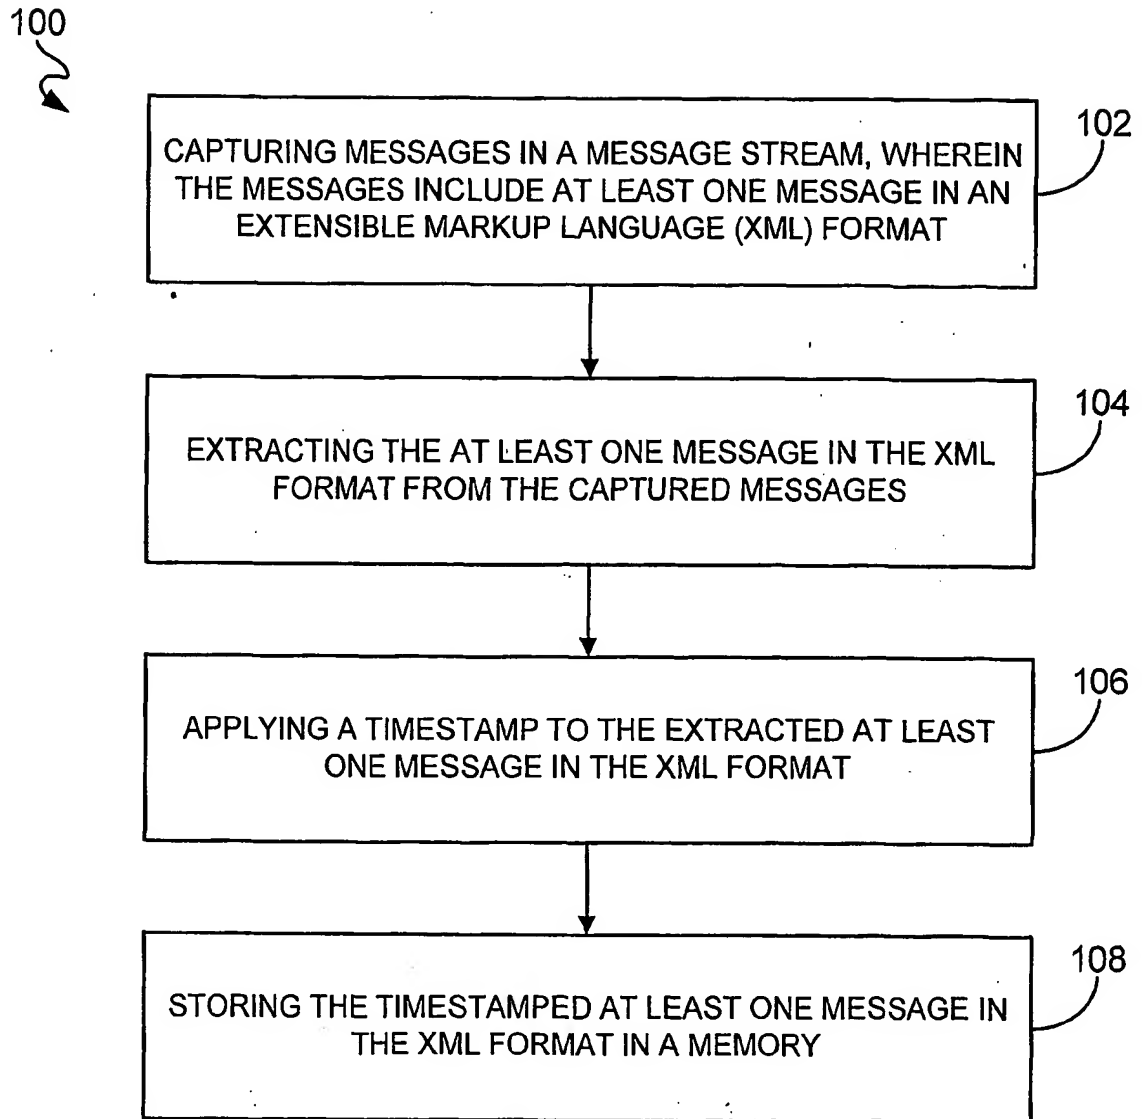 100
CAPTURING MESSAGES IN A MESSAGE STREAM, WHEREIN
THE MESSAGES INCLUDE AT LEAST ONE MESSAGE IN AN
EXTENSIBLE MARKUP LANGUAGE (XML) FORMAT
102
EXTRACTING THE AT LEAST ONE MESSAGE IN THE XML
FORMAT FROM THE CAPTURED MESSAGES
104
APPLYING A TIMESTAMP TO THE EXTRACTED AT LEAST
ONE MESSAGE IN THE XML FORMAT
106
STORING THE TIMESTAMPED AT LEAST ONE MESSAGE IN
THE XML FORMAT IN A MEMORY
108